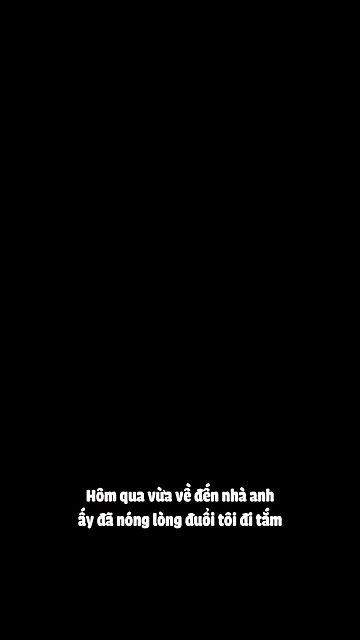 Hôm qua vừa về đến nhà anh
ấy đã nóng lòng đuổi tôi đi tắm